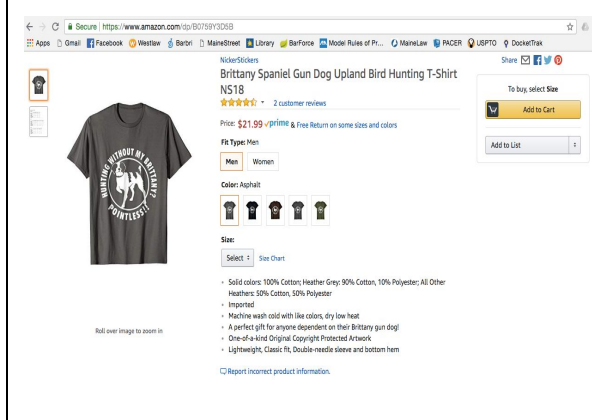 Secure | https://www.amazon.com/dp/B0759Y3D5B
Apps Gmail Facebook Westlaw Barbri MaineStreet Library BarForce Model Rules of Pr... MaineLaw PACER USPTO DocketTrak
NickerStickers
Brittany Spaniel Gun Dog Upland Bird Hunting T-Shirt
NS18
2 customer reviews
Price: $21.99 prime & Free Return on some sizes and colors
Fit Type: Men
Men Women
Color: Asphalt
Size:
Select Size Chart
Solid colors: 100% Cotton; Heather Grey: 90% Cotton, 10% Polyester; All Other
Heathers: 50% Cotton, 50% Polyester
Imported
Machine wash cold with like colors, dry low heat
A perfect gift for anyone dependent on their Brittany gun dog!
One-of-a-kind Original Copyright Protected Artwork
Lightweight, Classic fit, Double-needle sleeve and bottom hem
Report incorrect product information.
HUNTING WITHOUT MY BRITTANY?
POINTLESS!!
Roll over image to zoom in
Share
To buy, select Size
Add to Cart
Add to List